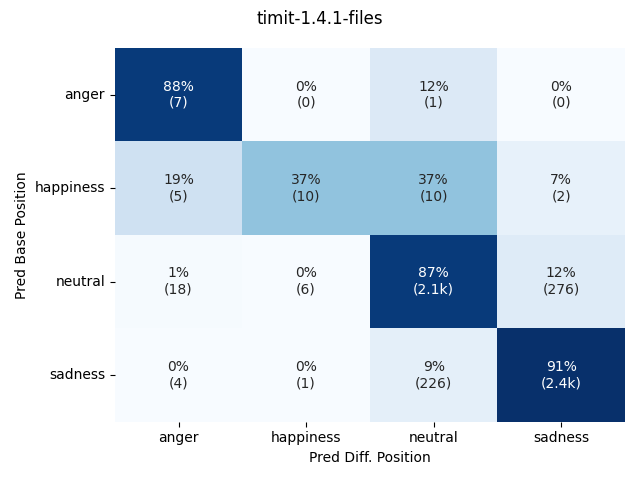 timit-1.4.1-files
Pred Base Position
anger
88% 0% 12% 0%
(7) (0) (1) (0)
happiness
19% 37% 37% 7%
(5) (10) (10) (2)
neutral
1% 0% 87% 12%
(18) (6) (2.1k) (276)
sadness
0% 0% 9% 91%
(4) (1) (226) (2.4k)
anger happiness neutral sadness
Pred Diff. Position